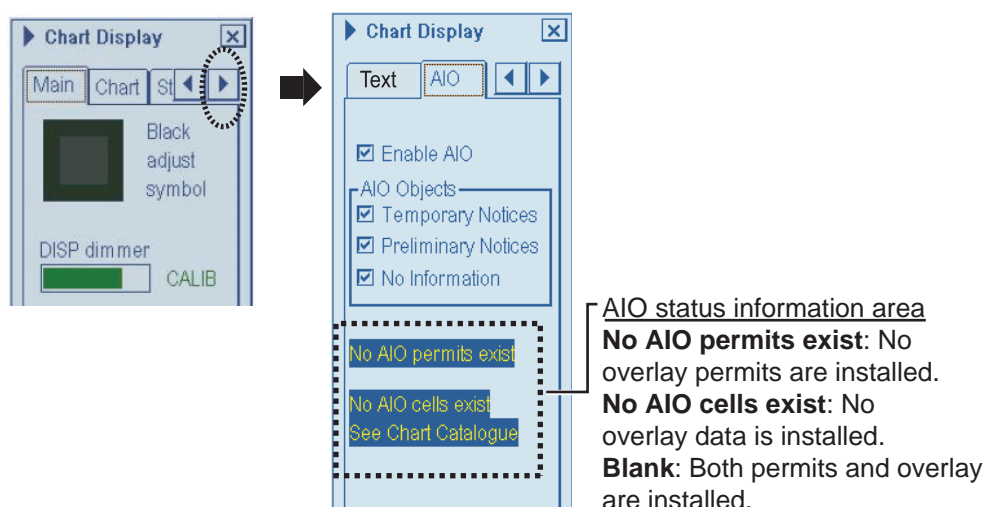 Chart Display
Main Chart St
Black
adjust
symbol
DISP dimmer
CALIB
Chart Display
Text AIO
Enable AIO
AIO Objects
Temporary Notices
Preliminary Notices
No Information
No AIO permits exist
No AIO cells exist
See Chart Catalogue
AIO status information area
No AIO permits exist: No
overlay permits are installed.
No AIO cells exist: No
overlay data is installed.
Blank: Both permits and overlay
are installed.